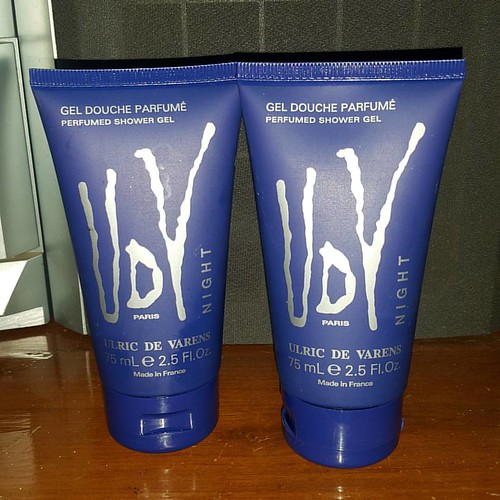 GEL DOUCHE PARFUMÉ
PERFUMED SHOWER GEL
UDV
PARIS
NIGHT
ULRIC DE VARENS
75 mL e 2.5 Fl.Oz.
Made in France
GEL DOUCHE PARFUMÉ
PERFUMED SHOWER GEL
UDV
PARIS
NIGHT
ULRIC DE VARENS
75 mL e 2.5 Fl.Oz.
Made in France